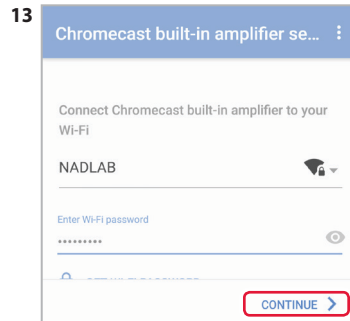 13
Chromecast built-in amplifier se...
Connect Chromecast built-in amplifier to your
Wi-Fi
NADLAB
Enter Wi-Fi password
•••••••••
CONTINUE